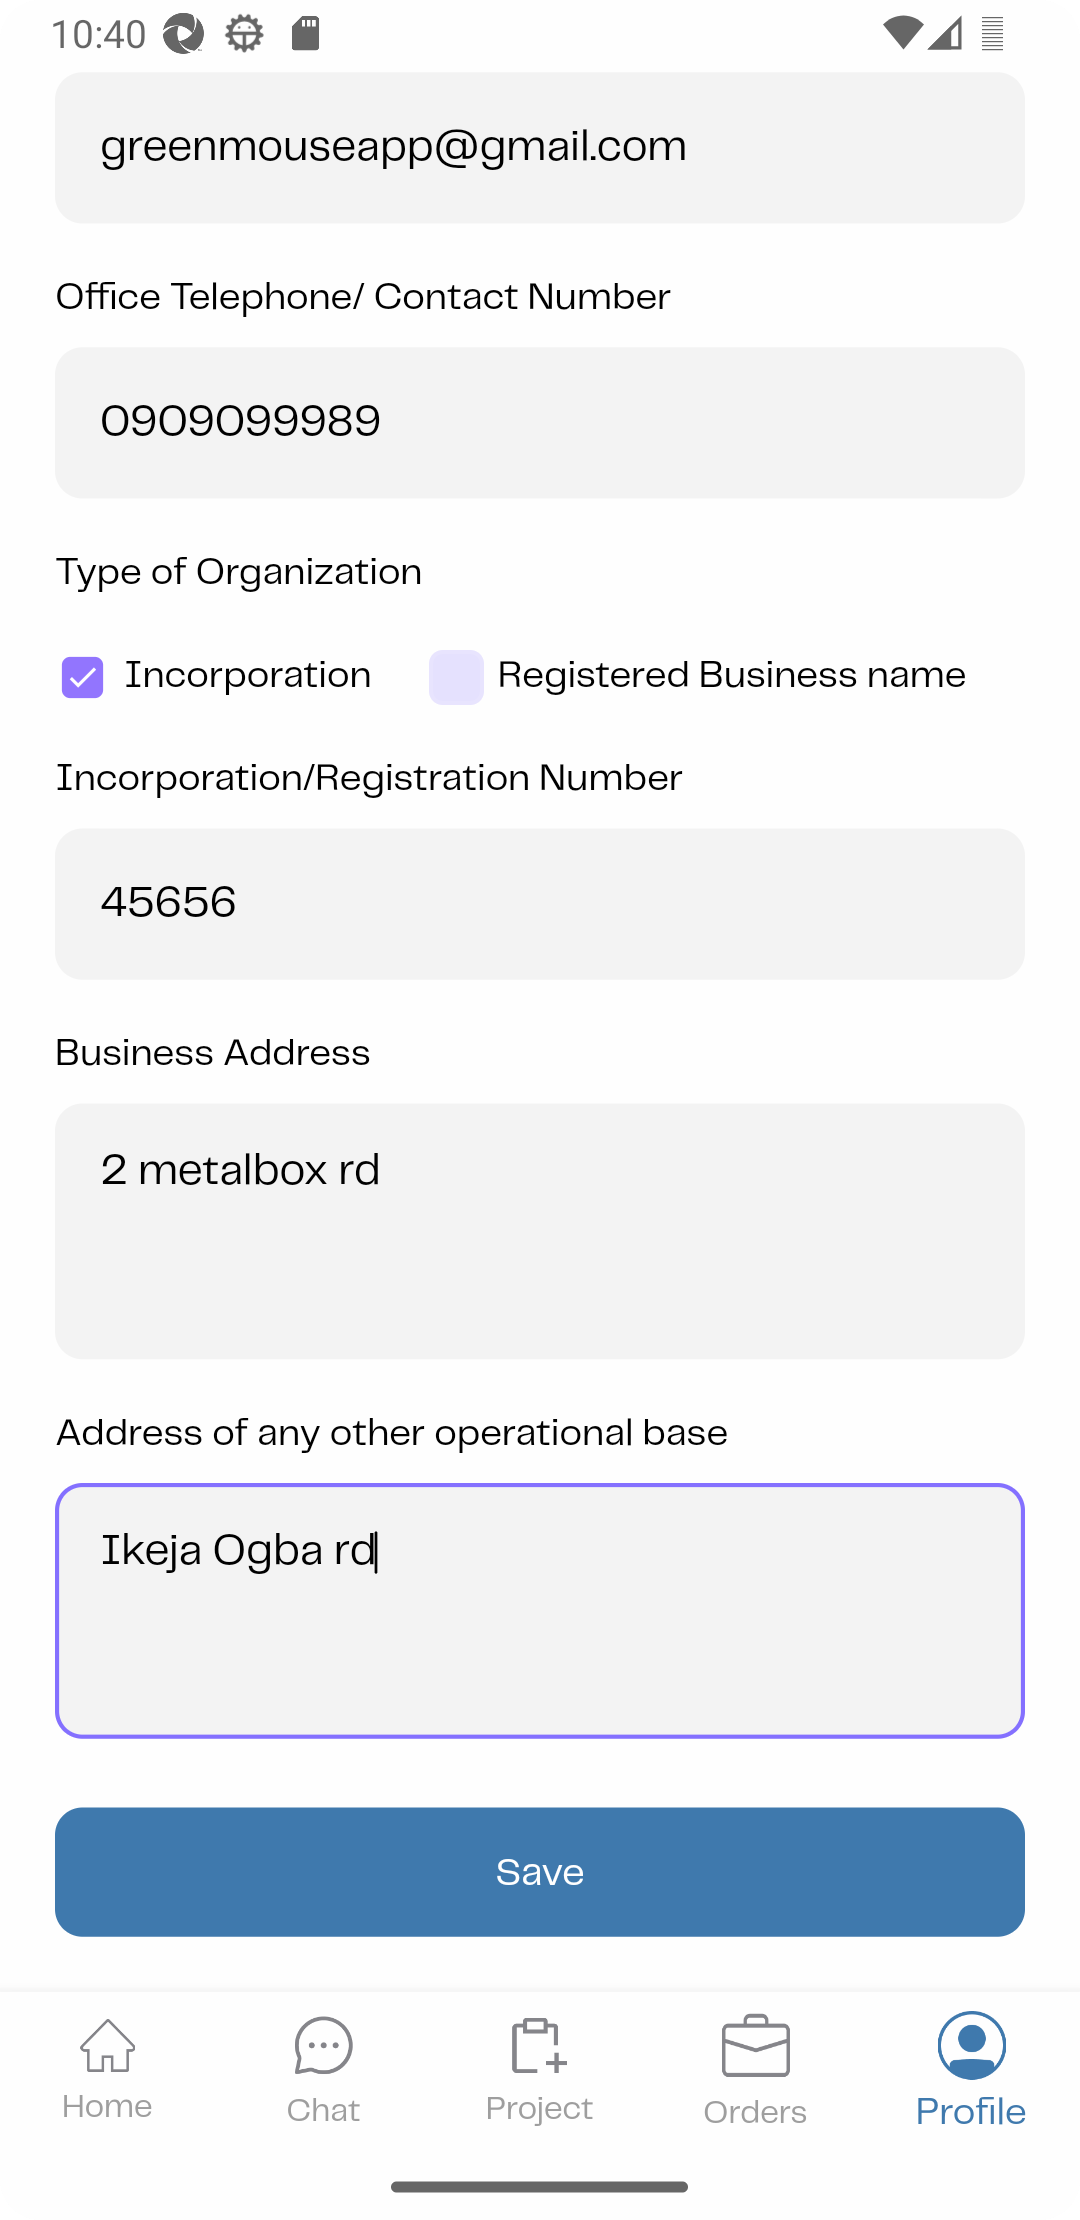 10:40
greenmouseapp@gmail.com
Office Telephone/ Contact Number
0909099989
Type of Organization
Incorporation Registered Business name
Incorporation/Registration Number
45656
Business Address
2 metalbox rd
Address of any other operational base
Ikeja Ogba rd
Save
Home Chat Project Orders Profile